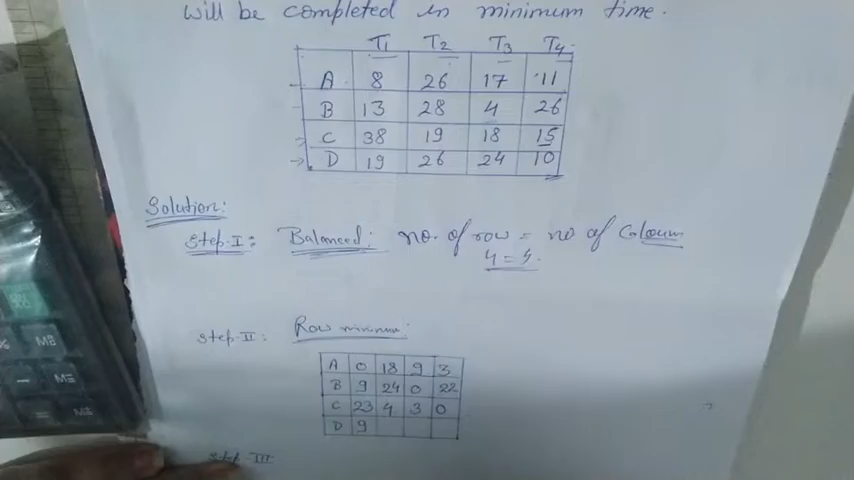 will be completed in minimum time.
T1 T2 T3 T4
A 8 26 17 11
B 13 28 4 26
C 38 19 18 15
D 19 26 24 10
Solution:
Step-I: Balanced: no. of row = no of Coloum
4 = 4.
Step-II: Row minimum:
A 0 18 9 3
B 9 24 0 22
C 23 4 3 0
D 9
Step III
M±